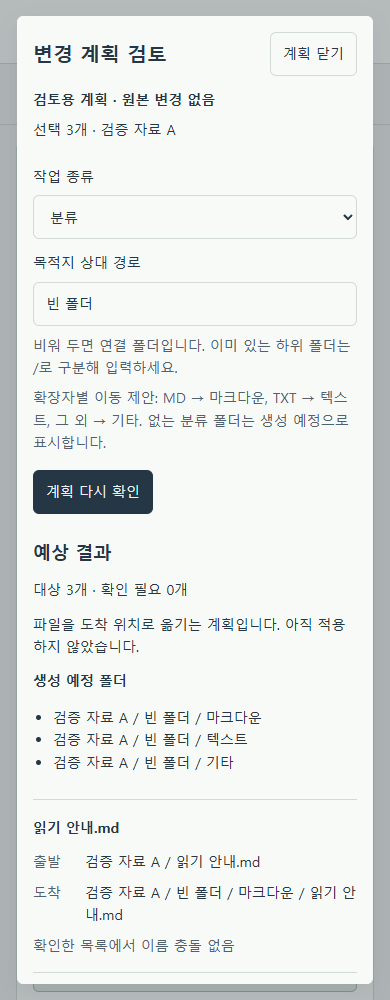 변경 계획 검토
계획 닫기
검토용 계획 · 원본 변경 없음
선택 3개 · 검증 자료 A
작업 종류
분류
목적지 상대 경로
빈 폴더
비워 두면 연결 폴더입니다. 이미 있는 하위 폴더는
/로 구분해 입력하세요.
확장자별 이동 제안: MD → 마크다운, TXT → 텍스
트, 그 외 → 기타. 없는 분류 폴더는 생성 예정으로
표시합니다.
계획 다시 확인
예상 결과
대상 3개 · 확인 필요 0개
파일을 도착 위치로 옮기는 계획입니다. 아직 적용
하지 않았습니다.
생성 예정 폴더
• 검증 자료 A / 빈 폴더 / 마크다운
• 검증 자료 A / 빈 폴더 / 텍스트
• 검증 자료 A / 빈 폴더 / 기타
읽기 안내.md
출발 검증 자료 A / 읽기 안내.md
도착 검증 자료 A / 빈 폴더 / 마크다운 / 읽기 안
내.md
확인한 목록에서 이름 충돌 없음